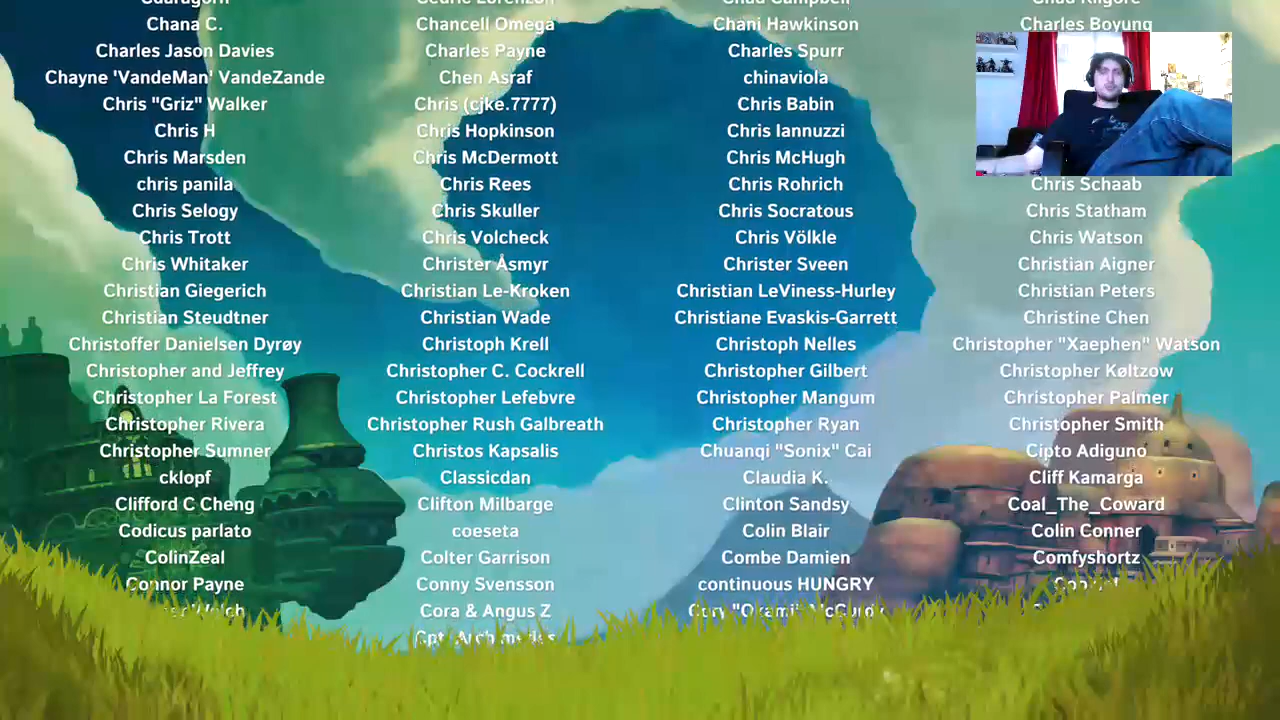 Chana C. Chancell Omega Chani Hawkinson Charles Boyung
Charles Jason Davies Charles Payne Charles Spurr
Chayne 'VandeMan' VandeZande Chen Asraf chinaviola
Chris "Griz" Walker Chris (cjke.7777) Chris Babin
Chris H Chris Hopkinson Chris Iannuzzi
Chris Marsden Chris McDermott Chris McHugh
chris panila Chris Rees Chris Rohrich Chris Schaab
Chris Selogy Chris Skuller Chris Socratous Chris Statham
Chris Trott Chris Volcheck Chris Völkle Chris Watson
Chris Whitaker Christer Åsmyr Christer Sveen Christian Aigner
Christian Giegerich Christian Le-Kroken Christian LeViness-Hurley Christian Peters
Christian Steudtner Christian Wade Christiane Evaskis-Garrett Christine Chen
Christoffer Danielsen Dyrøy Christoph Krell Christoph Nelles Christopher "Xaephen" Watson
Christopher and Jeffrey Christopher C. Cockrell Christopher Gilbert Christopher Køltzow
Christopher La Forest Christopher Lefebvre Christopher Mangum Christopher Palmer
Christopher Rivera Christopher Rush Galbreath Christopher Ryan Christopher Smith
Christopher Sumner Christos Kapsalis Chuanqi "Sonix" Cai Cipto Adiguno
cklopf Classicdan Claudia K. Cliff Kamarga
Clifford C Cheng Clifton Milbarge Clinton Sandsy Coal_The_Coward
Codicus parlato coeseta Colin Blair Colin Conner
ColinZeal Colter Garrison Combe Damien Comfyshortz
Connor Payne Conny Svensson continuous HUNGRY
Cora & Angus Z Cory "Okami" McCurdy